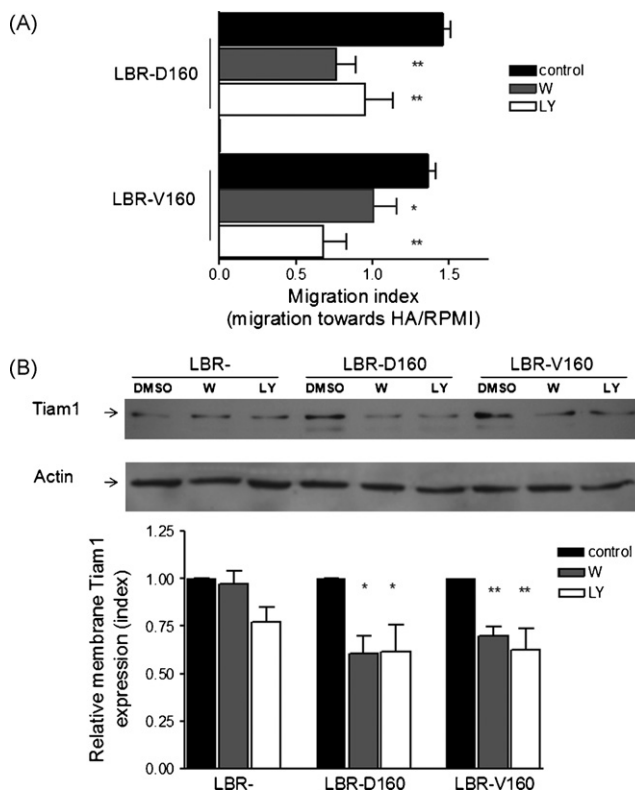 (A)
LBR-D160
**
**
control
W
LY
LBR-V160
*
**
0.0 0.5 1.0 1.5
Migration index
(migration towards HA/RPMI)
(B)
LBR- LBR-D160 LBR-V160
DMSO W LY DMSO W LY DMSO W LY
Tiam1
Actin
Relative membrane Tiam1
expression (index)
1.25
1.00
0.75
0.50
0.25
0.00
* * ** **
control
W
LY
LBR- LBR-D160 LBR-V160